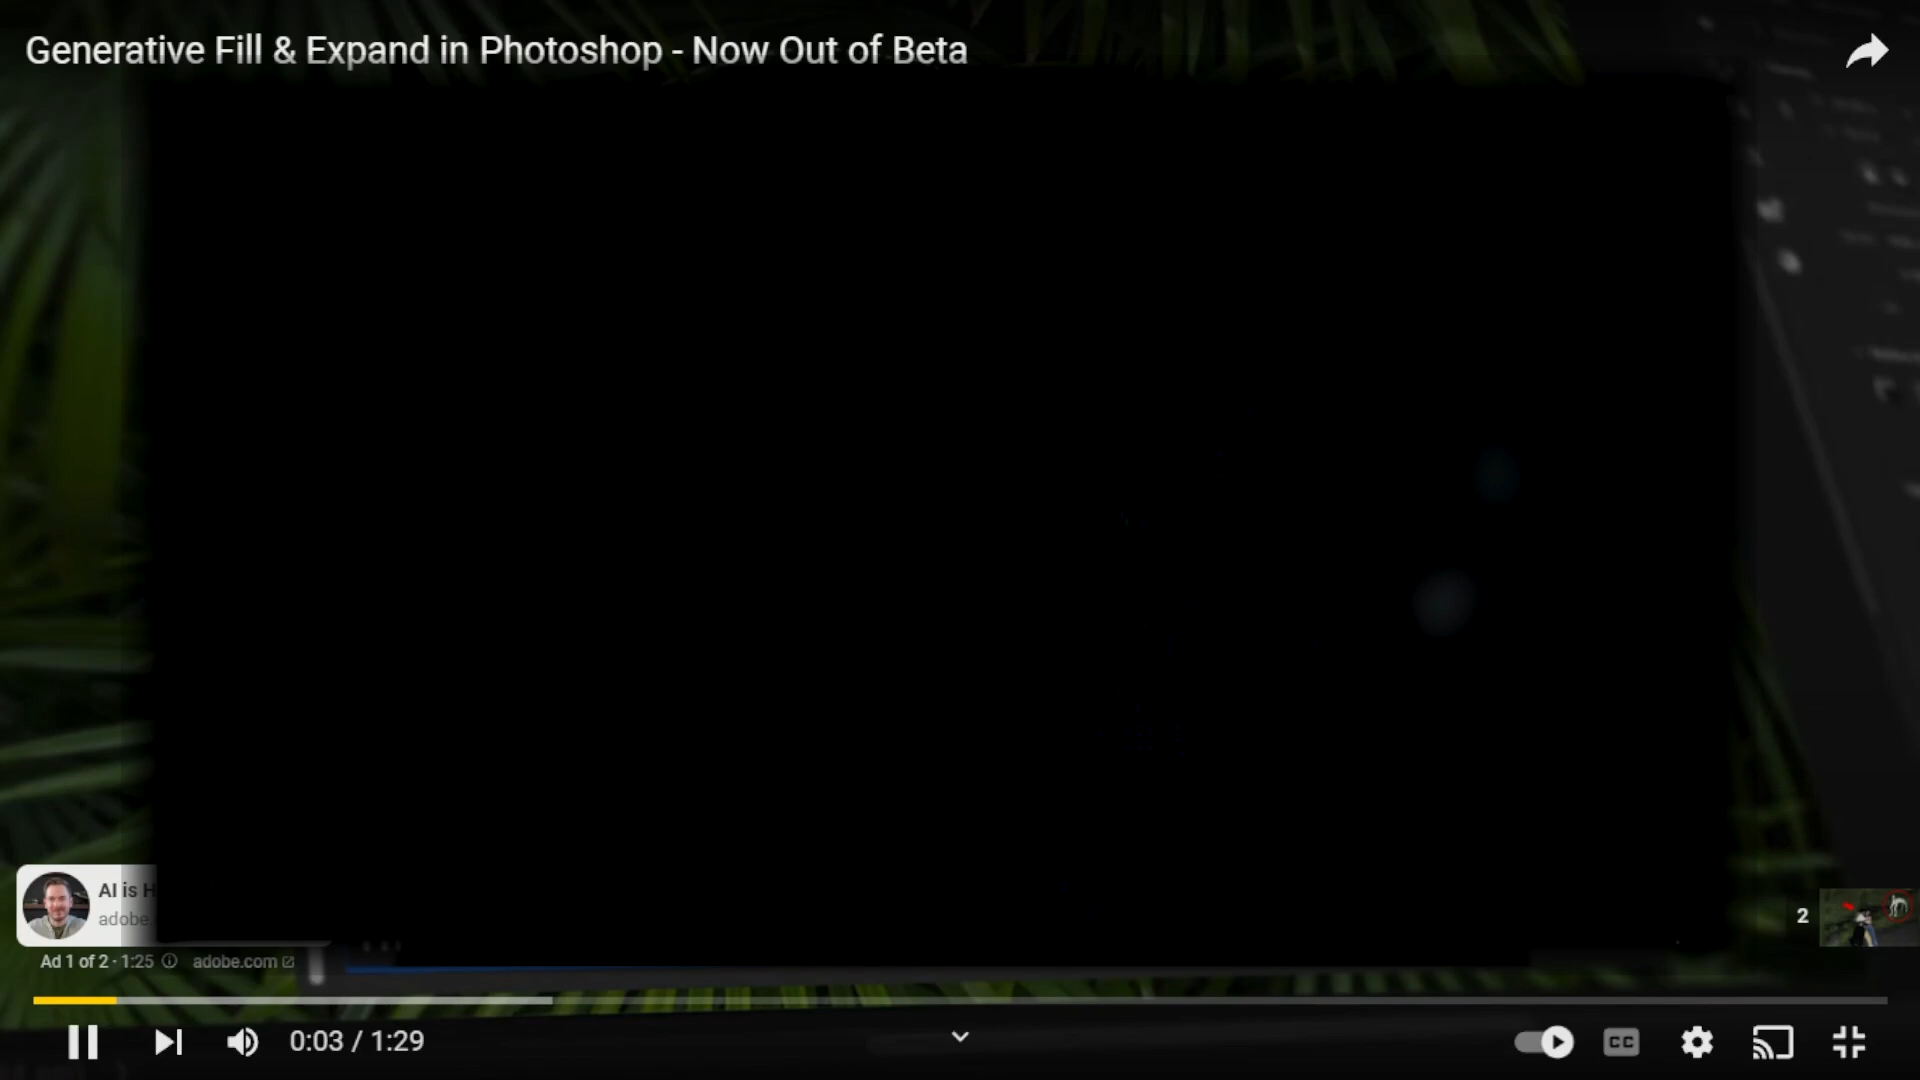 Generative Fill & Expand in Photoshop - Now Out of Beta
AI is H
adobe.
2
Ad 1 of 2 · 1:25
adobe.com
0:03 / 1:29
CC